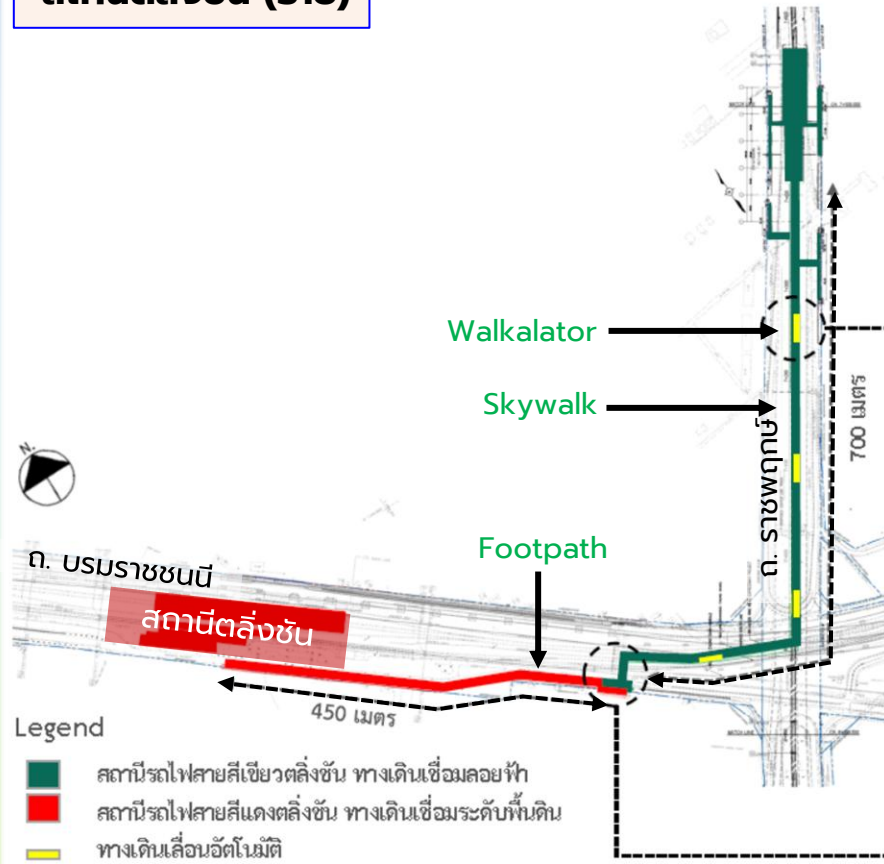 Walkalator
Skywalk
700 เมตร
ถ. ราชพฤกษ์
N.
Footpath
ถ. บรมราชชนนี
สถานีตลิ่งชัน
450 เมตร
Legend
สถานีรถไฟสายสีเขียวตลิ่งชัน ทางเดินเชื่อมลอยฟ้า
สถานีรถไฟสายสีแดงตลิ่งชัน ทางเดินเชื่อมระดับพื้นดิน
ทางเดินเลื่อนอัตโนมัติ